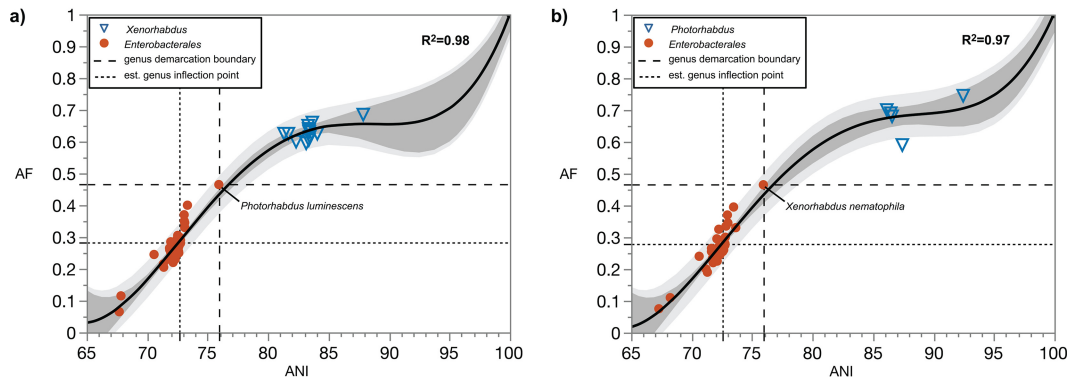 a)
Xenorhabdus
Enterobacterales
genus demarcation boundary
est. genus inflection point
R²=0.98
1
0.9
0.8
0.7
0.6
0.5
0.4
0.3
0.2
0.1
0
AF
Photorhabdus luminescens
65 70 75 80 85 90 95 100
ANI
b)
Photorhabdus
Enterobacterales
genus demarcation boundary
est. genus inflection point
R²=0.97
1
0.9
0.8
0.7
0.6
0.5
0.4
0.3
0.2
0.1
0
AF
Xenorhabdus nematophila
65 70 75 80 85 90 95 100
ANI